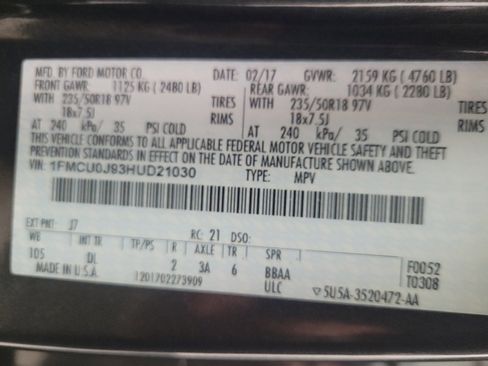 MFD. BY FORD MOTOR CO. DATE: 02/17 GVWR: 2159 KG ( 4760 LB)
FRONT GAWR: 1125 KG ( 2480 LB) REAR GAWR: 1034 KG ( 2280 LB)
WITH 235/50R18 97V TIRES WITH 235/50R18 97V TIRES
18x7.5J RIMS 18x7.5J RIMS
AT 240 kPa/ 35 PSI COLD AT 240 kPa/ 35 PSI COLD
THIS VEHICLE CONFORMS TO ALL APPLICABLE FEDERAL MOTOR VEHICLE SAFETY AND THEFT
PREVENTION STANDARDS IN EFFECT ON THE DATE OF MANUFACTURE SHOWN ABOVE.
VIN: 1FMCU0J93HUD21030 TYPE: MPV
EXT PNT: J7 RC: 21 DSO:
WB INT TR TP/PS R AXLE TR SPR
105 DL 2 3A 6 BBAA F0052
MADE IN U.S.A. 1201702273909 ULC T0308
▽5U5A-3520472-AA